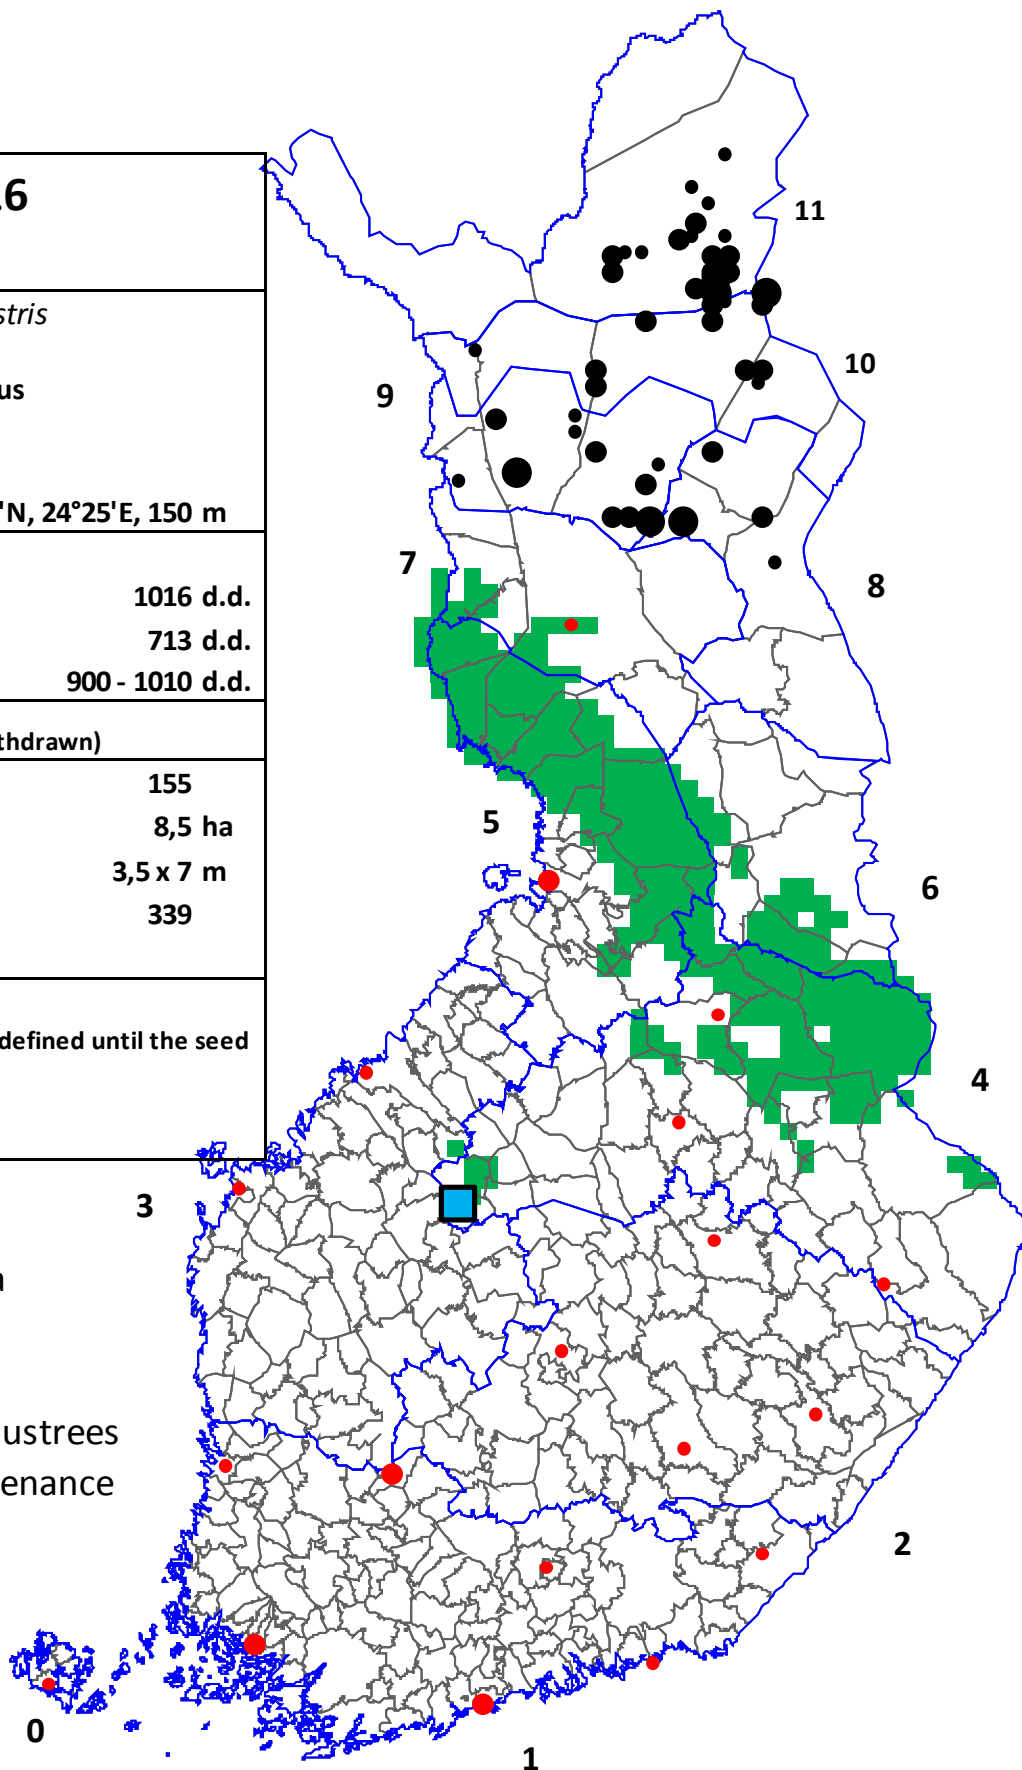 16
stris
us
'N, 24°25'E, 150 m
1016 d.d.
713 d.d.
900 - 1010 d.d.
thdrawn)
155
8,5 ha
3,5 x 7 m
339
defined until the seed
a
ustrees
enance
11
10
9
8
7
6
5
4
3
2
1
0